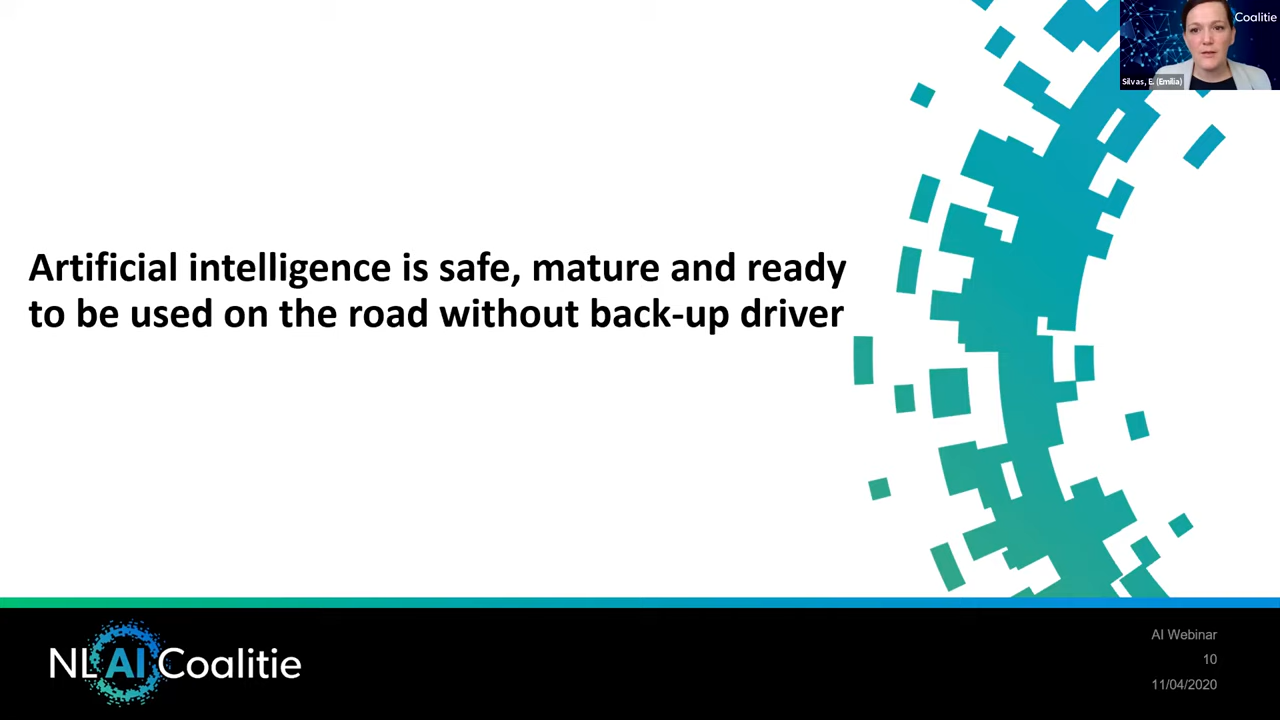 Coalitie
Silvas, E. (Emilia)
Artificial intelligence is safe, mature and ready
to be used on the road without back-up driver
NL AI Coalitie
AI Webinar
10
11/04/2020